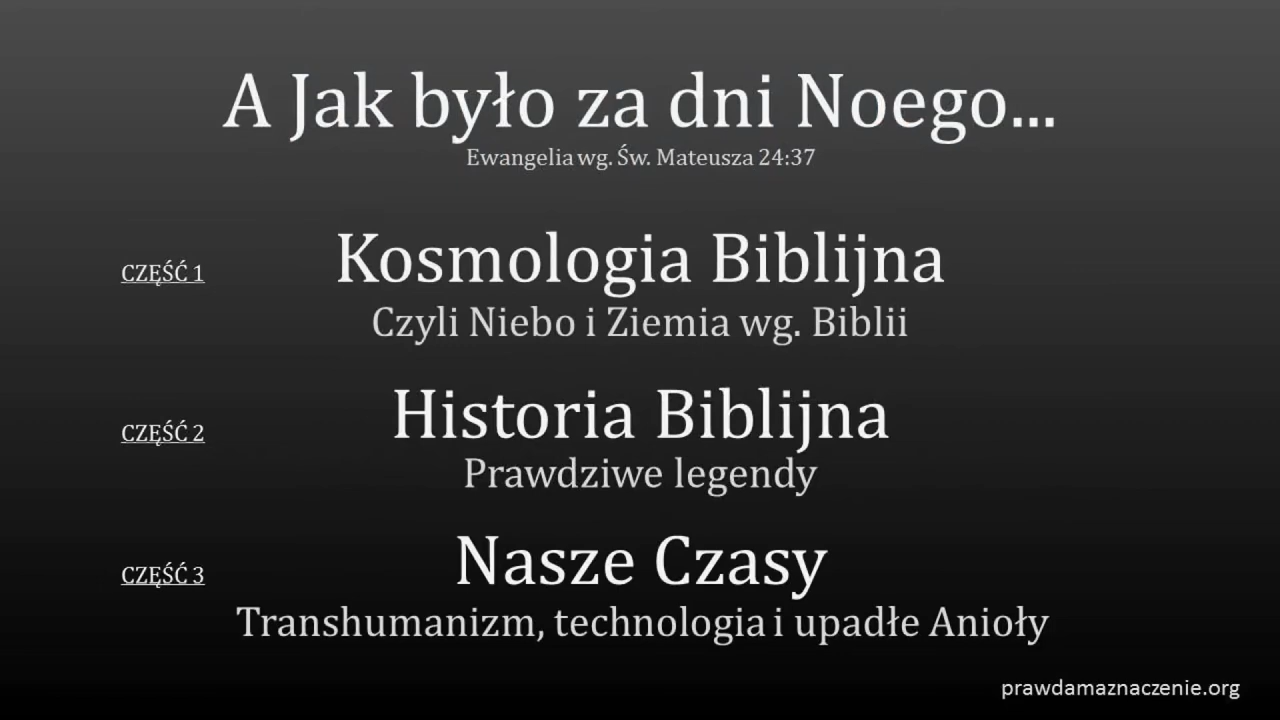 A Jak było za dni Noego...
Ewangelia wg. Św. Mateusza 24:37
CZĘŚĆ 1
Kosmologia Biblijna
Czyli Niebo i Ziemia wg. Biblii
CZĘŚĆ 2
Historia Biblijna
Prawdziwe legendy
CZĘŚĆ 3
Nasze Czasy
Transhumanizm, technologia i upadłe Anioły
prawdamaznaczenie.org